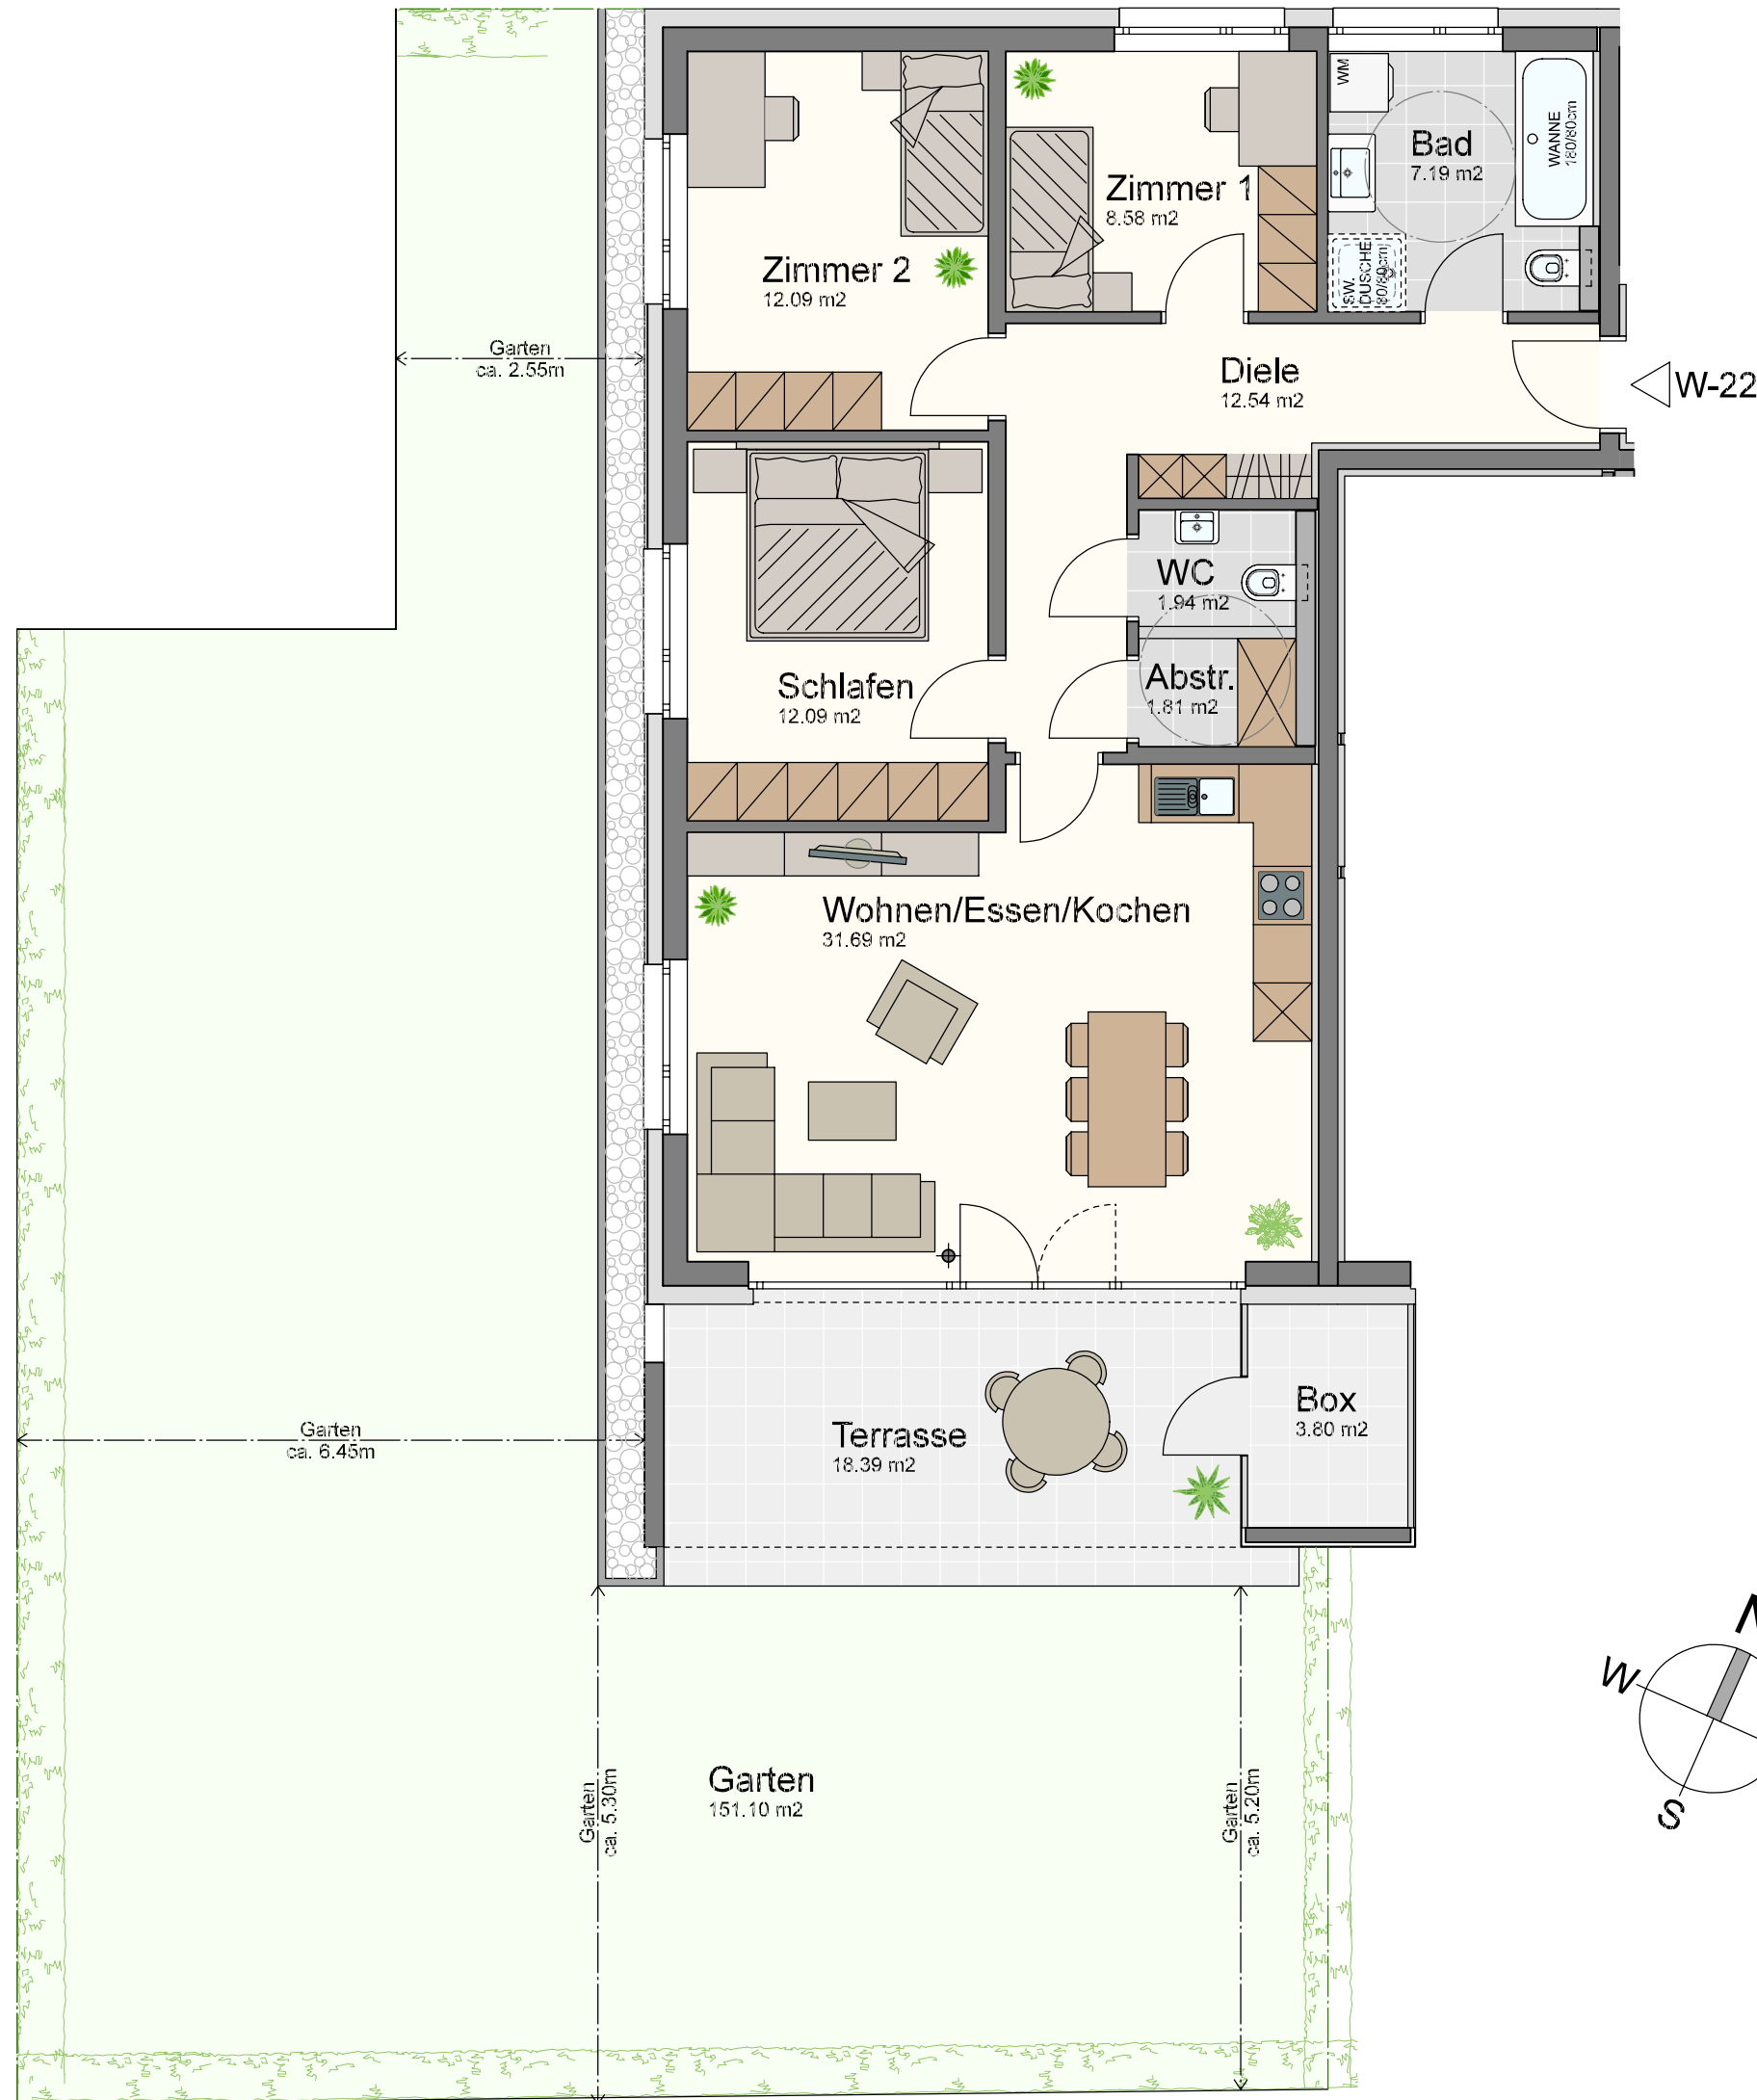 WM
Bad
7.19 m2
WANNE
180/80cm
Zimmer 1
8.58 m2
Zimmer 2
12.09 m2
SW.
DUSCHE
80/80cm
Garten
ca. 2.55m
Diele
12.54 m2
W-22
WC
1.94 m2
Schlafen
12.09 m2
Abstr.
1.81 m2
Wohnen/Essen/Kochen
31.69 m2
Box
3.80 m2
Garten
ca. 6.45m
Terrasse
18.39 m2
N
W
S
Garten
151.10 m2
Garten
ca. 5.30m
Garten
ca. 5.20m